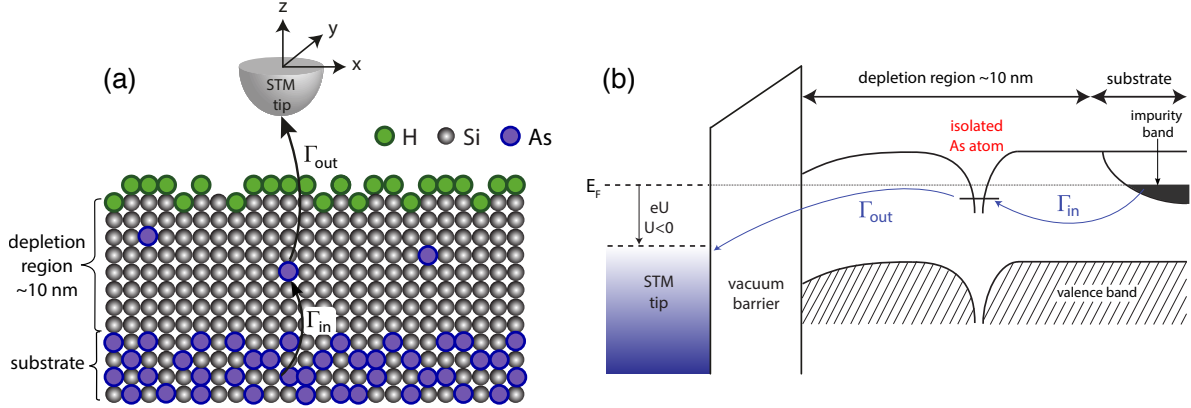 (a)
z
y
x
STM
tip
H
Si
As
Γout
depletion
region
~10 nm
Γin
substrate
(b)
depletion region ~10 nm
substrate
isolated
As atom
impurity
band
EF
eU
U<0
Γout
Γin
STM
tip
vacuum
barrier
valence band